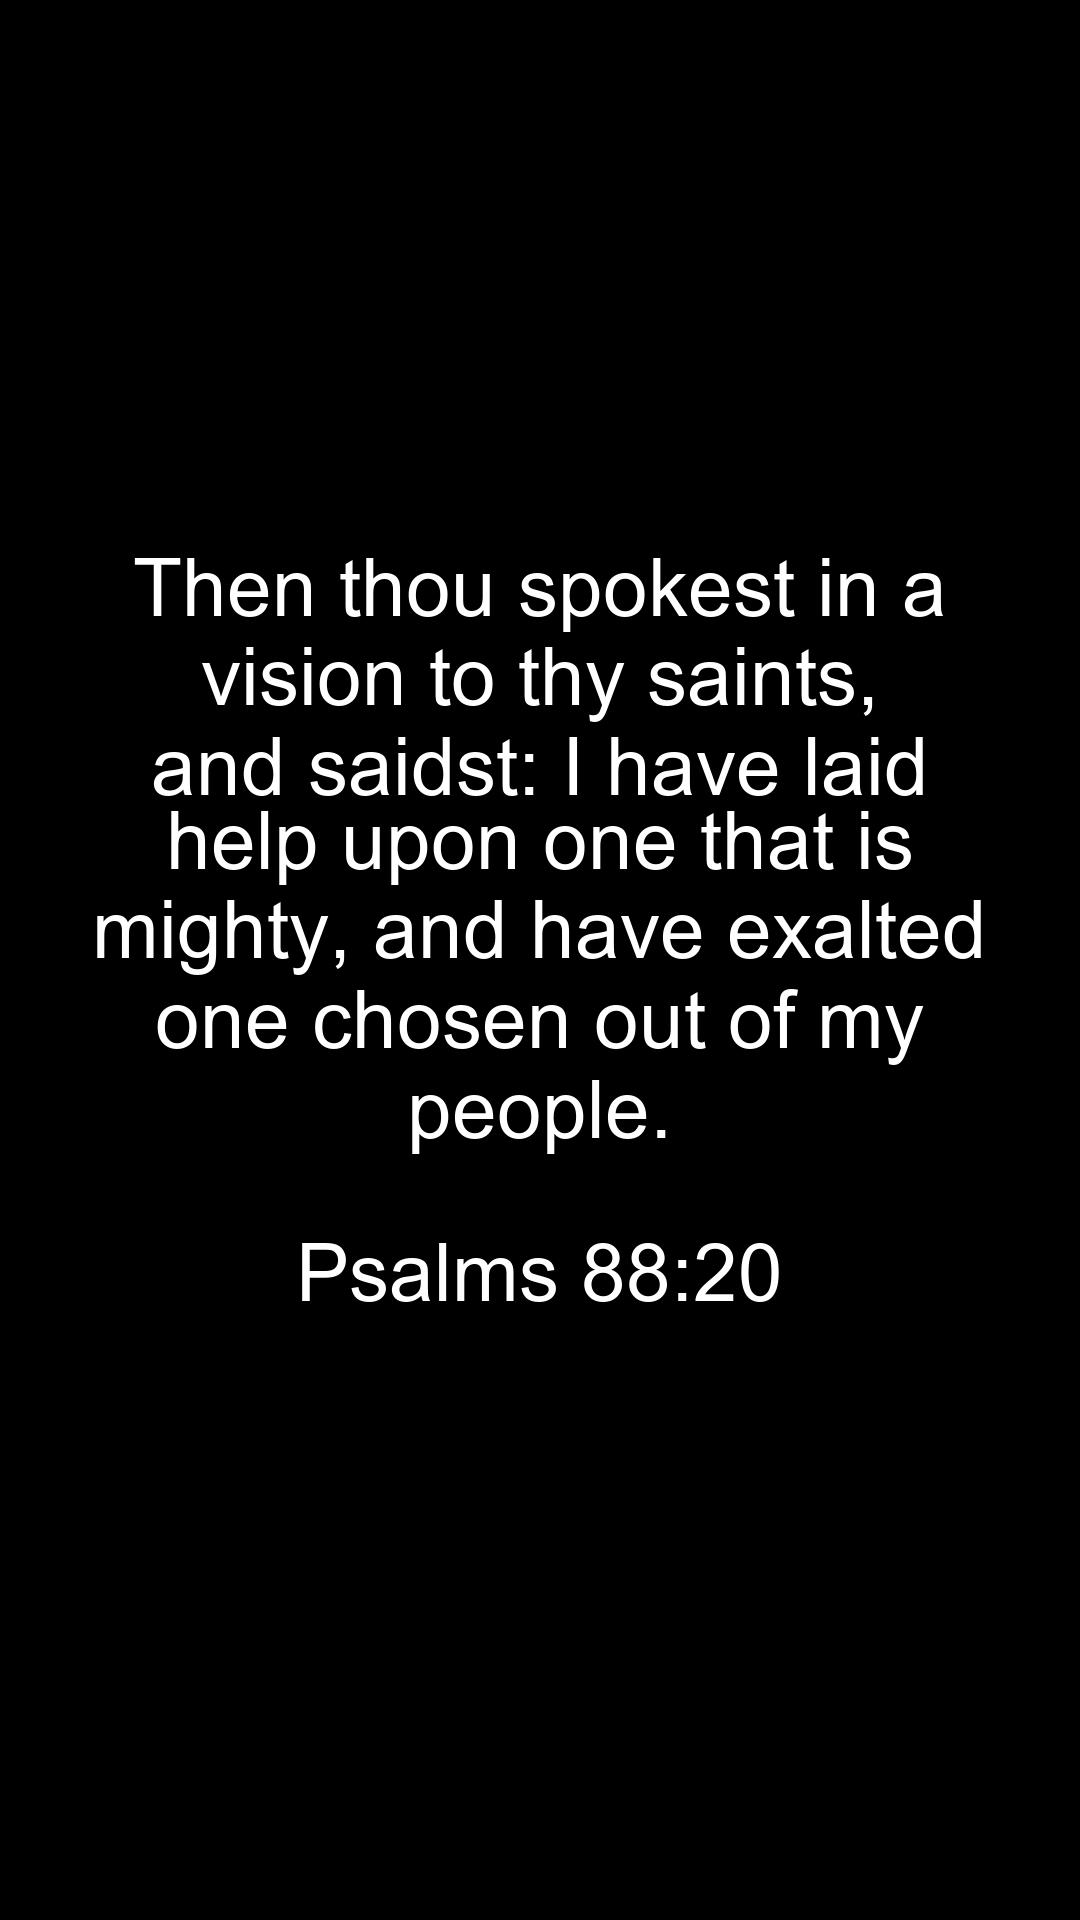 Then thou spokest in a
vision to thy saints,
and saidst: I have laid
help upon one that is
mighty, and have exalted
one chosen out of my
people.
Psalms 88:20